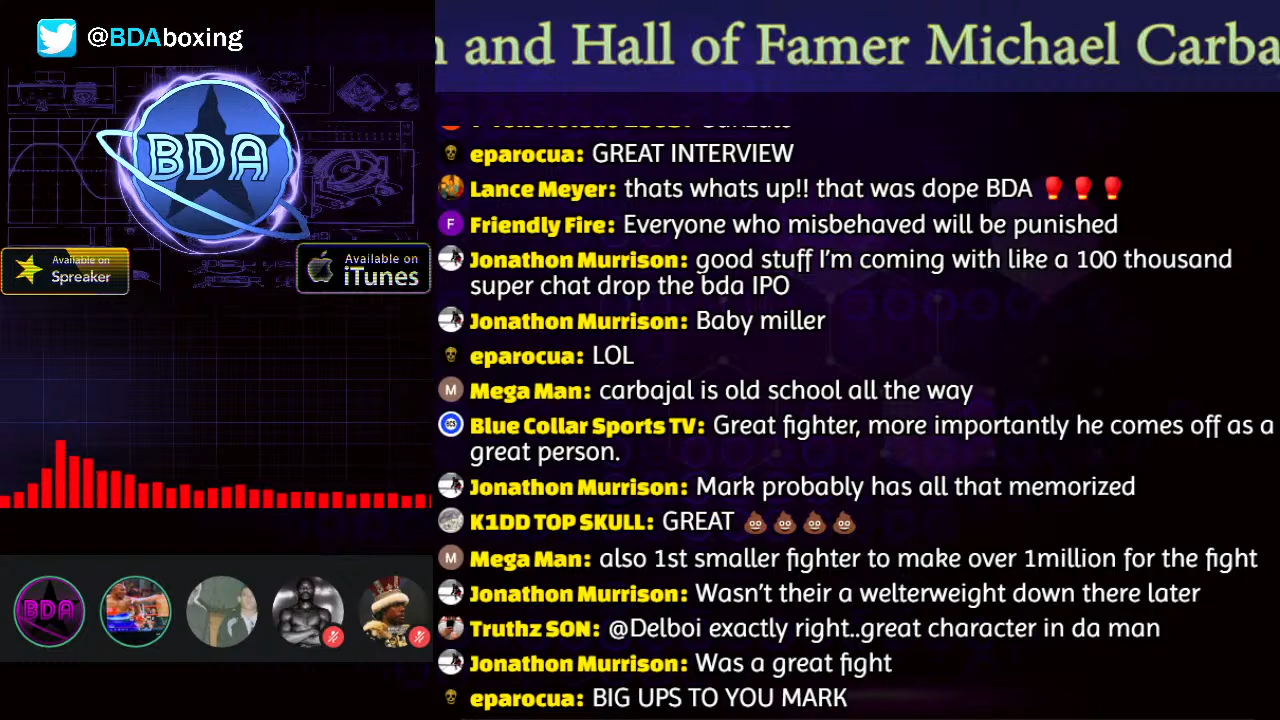 @BDAboxing
n and Hall of Famer Michael Carba
BDA
Available on
Spreaker
Available on
iTunes
BDA
eparocua: GREAT INTERVIEW
Lance Meyer: thats whats up!! that was dope BDA 🥊🥊🥊
F Friendly Fire: Everyone who misbehaved will be punished
Jonathon Murrison: good stuff I'm coming with like a 100 thousand
super chat drop the bda IPO
Jonathon Murrison: Baby miller
eparocua: LOL
M Mega Man: carbajal is old school all the way
Blue Collar Sports TV: Great fighter, more importantly he comes off as a
great person.
Jonathon Murrison: Mark probably has all that memorized
K1DD TOP SKULL: GREAT 💩💩💩💩
M Mega Man: also 1st smaller fighter to make over 1million for the fight
Jonathon Murrison: Wasn't their a welterweight down there later
Truthz SON: @Delboi exactly right..great character in da man
Jonathon Murrison: Was a great fight
eparocua: BIG UPS TO YOU MARK